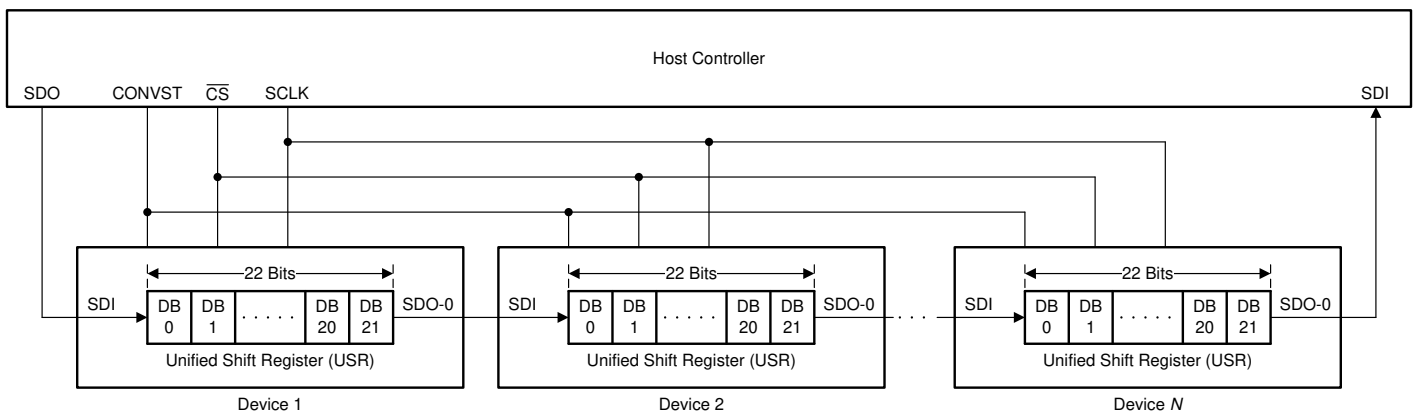 Host Controller
SDO CONVST CS SCLK SDI
22 Bits 22 Bits 22 Bits
SDI DB 0 DB 1 . . . . . DB 20 DB 21 SDO-0 SDI DB 0 DB 1 . . . . . DB 20 DB 21 SDO-0 . . . . SDI DB 0 DB 1 . . . . . DB 20 DB 21 SDO-0
Unified Shift Register (USR) Unified Shift Register (USR) Unified Shift Register (USR)
Device 1 Device 2 Device N